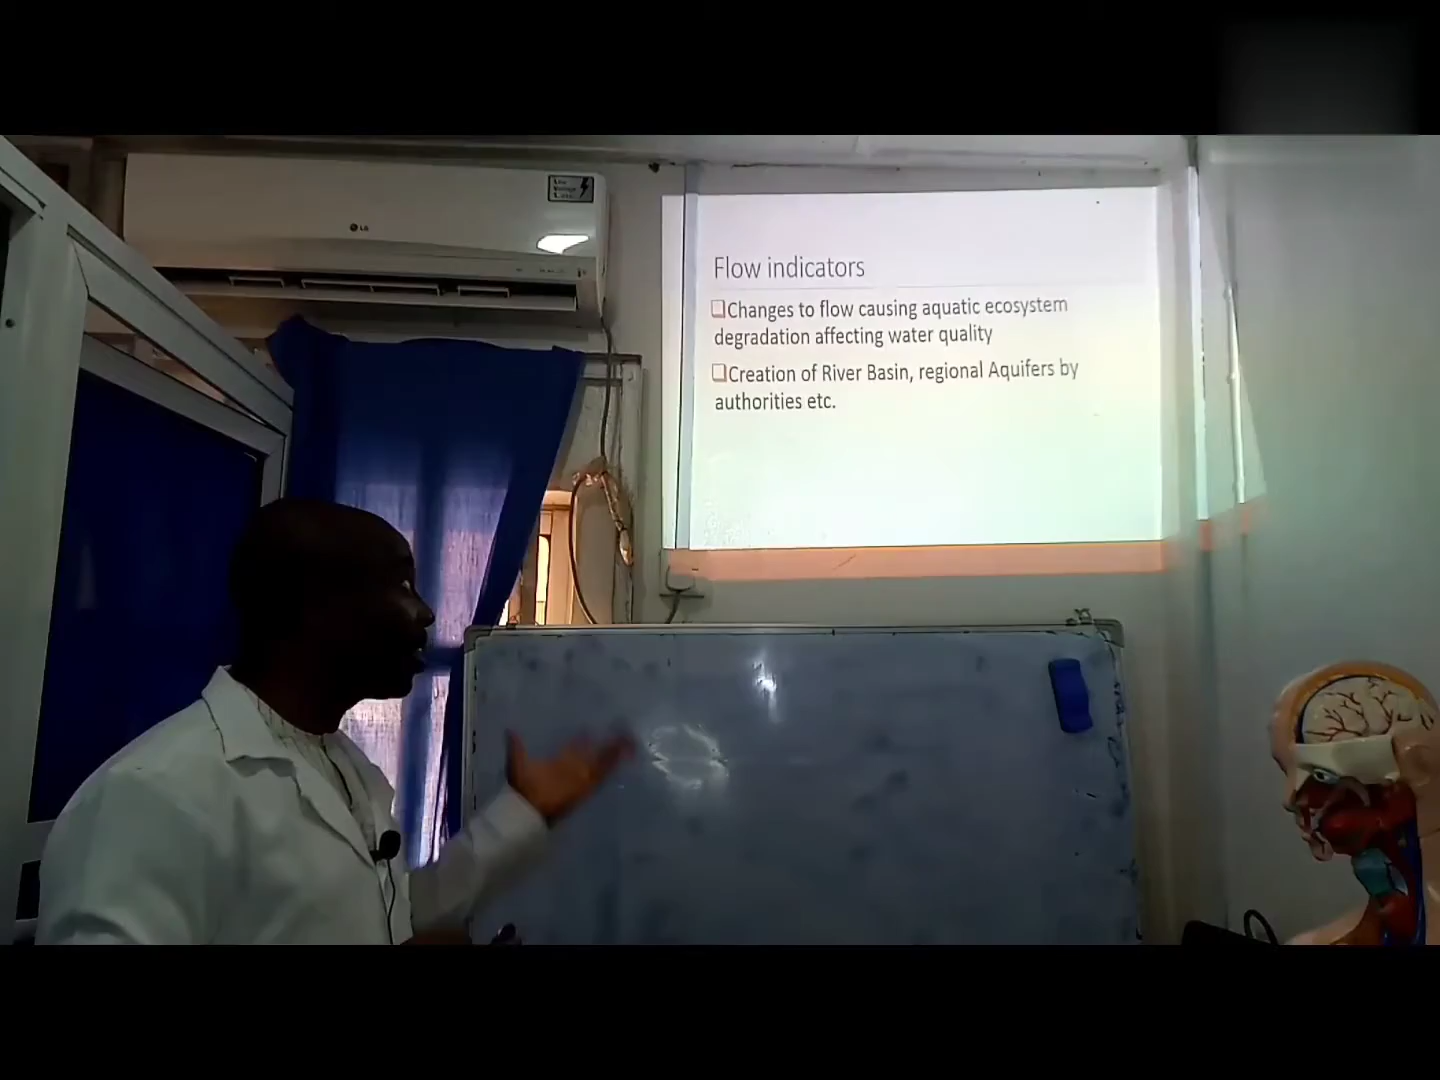 LG
Flow indicators
❑Changes to flow causing aquatic ecosystem
degradation affecting water quality
❑Creation of River Basin, regional Aquifers by
authorities etc.